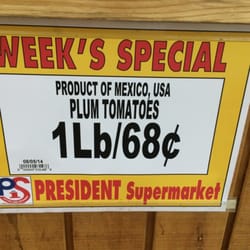 WEEK'S SPECIAL
PRODUCT OF MEXICO, USA
PLUM TOMATOES
1Lb/68¢
08/05/14
PS PRESIDENT Supermarket